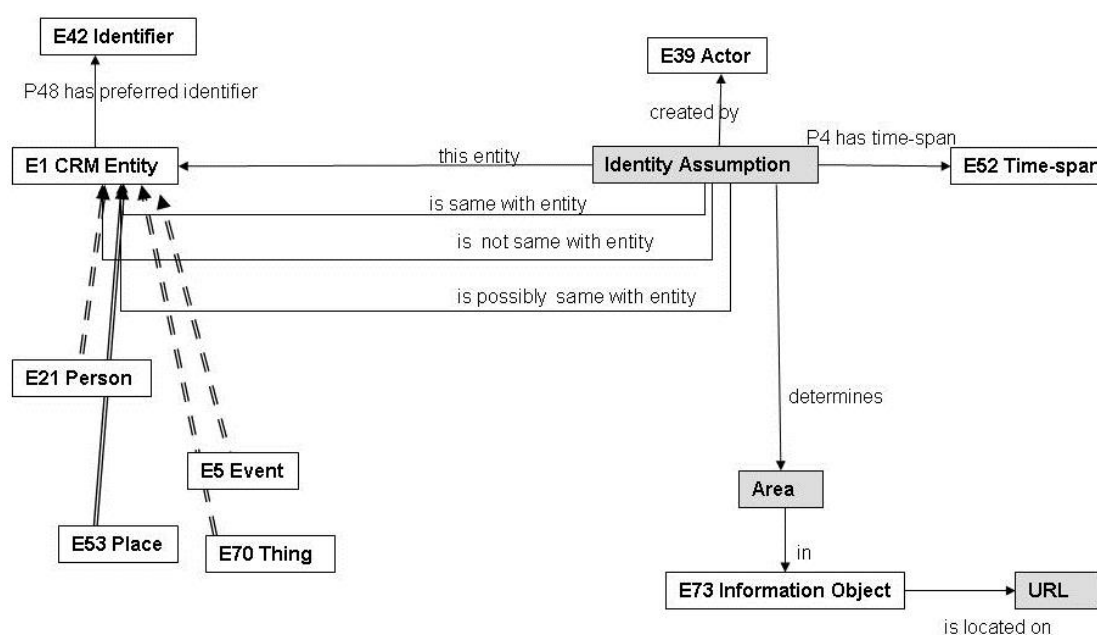 E42 Identifier
E39 Actor
P48 has preferred identifier
created by
P4 has time-span
E1 CRM Entity
this entity
Identity Assumption
E52 Time-span
is same with entity
is not same with entity
is possibly same with entity
E21 Person
determines
E5 Event
Area
E53 Place
E70 Thing
in
E73 Information Object
URL
is located on